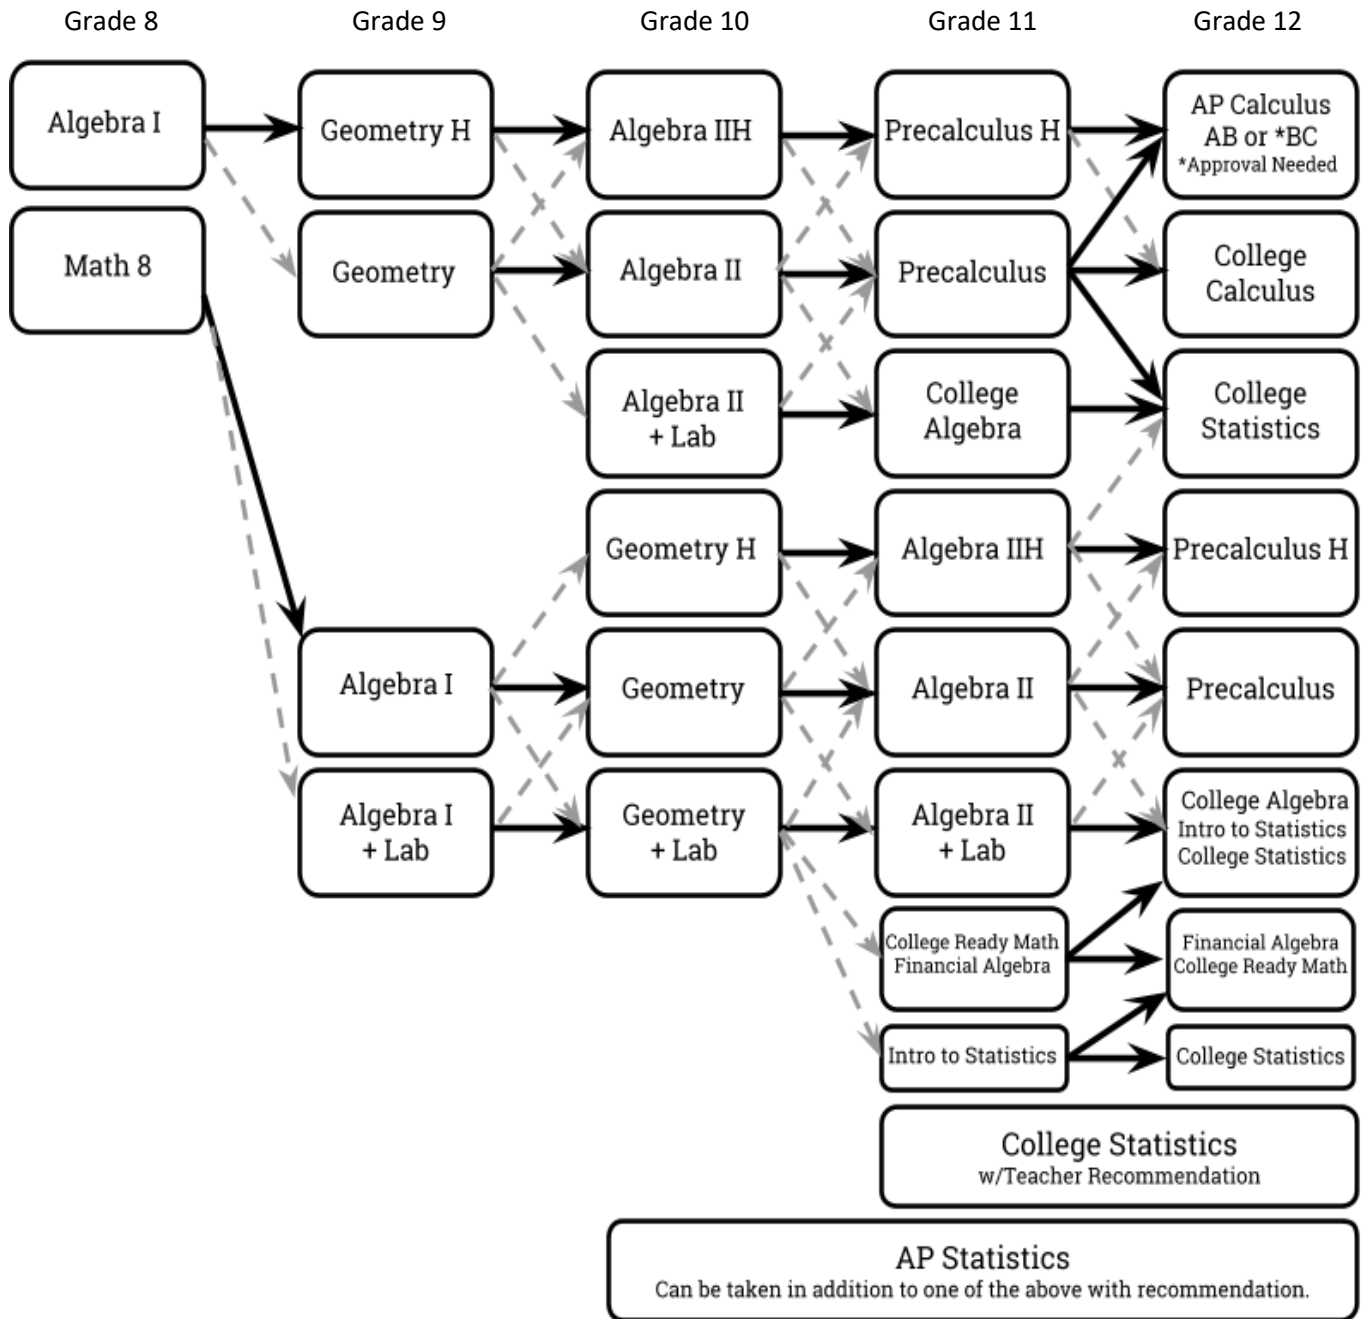 Grade 8
Grade 9
Grade 10
Grade 11
Grade 12
Algebra I
Geometry H
Algebra IIH
Precalculus H
AP Calculus
AB or *BC
*Approval Needed
Math 8
Geometry
Algebra II
Precalculus
College
Calculus
Algebra II
+ Lab
College
Algebra
College
Statistics
Geometry H
Algebra IIH
Precalculus H
Algebra I
Geometry
Algebra II
Precalculus
Algebra I
+ Lab
Geometry
+ Lab
Algebra II
+ Lab
College Algebra
Intro to Statistics
College Statistics
College Ready Math
Financial Algebra
Financial Algebra
College Ready Math
Intro to Statistics
College Statistics
College Statistics
w/Teacher Recommendation
AP Statistics
Can be taken in addition to one of the above with recommendation.